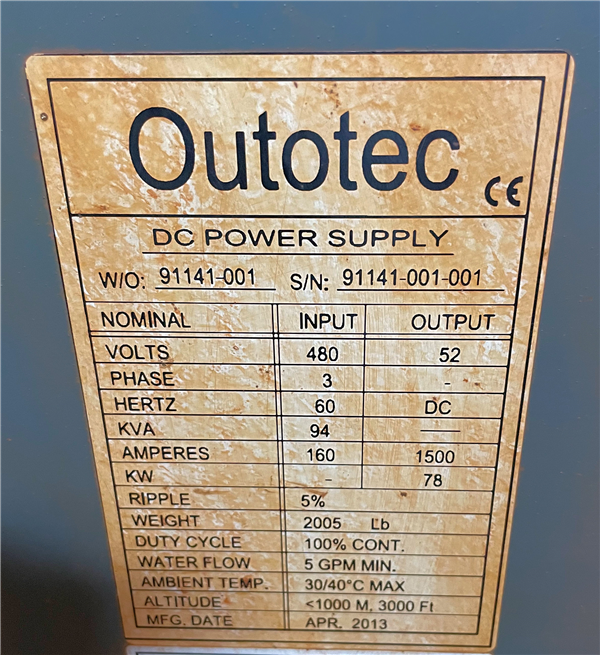 Outotec CE
DC POWER SUPPLY
W/O: 91141-001 S/N: 91141-001-001
NOMINAL INPUT OUTPUT
VOLTS 480 52
PHASE 3 -
HERTZ 60 DC
KVA 94 —
AMPERES 160 1500
KW - 78
RIPPLE 5%
WEIGHT 2005 Lb
DUTY CYCLE 100% CONT.
WATER FLOW 5 GPM MIN.
AMBIENT TEMP. 30/40°C MAX
ALTITUDE <1000 M, 3000 Ft
MFG. DATE APR. 2013